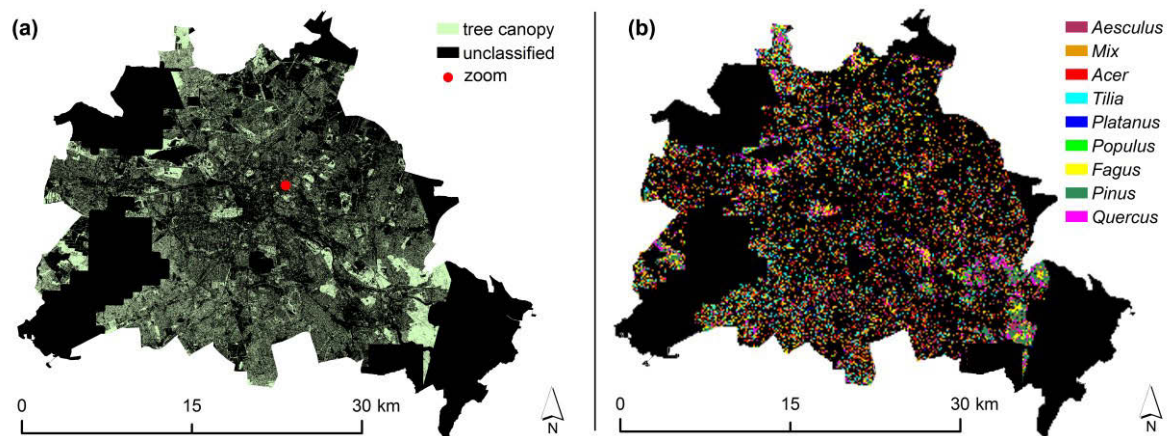 (a)
tree canopy
unclassified
zoom
0 15 30 km
N
(b)
Aesculus
Mix
Acer
Tilia
Platanus
Populus
Fagus
Pinus
Quercus
0 15 30 km
N